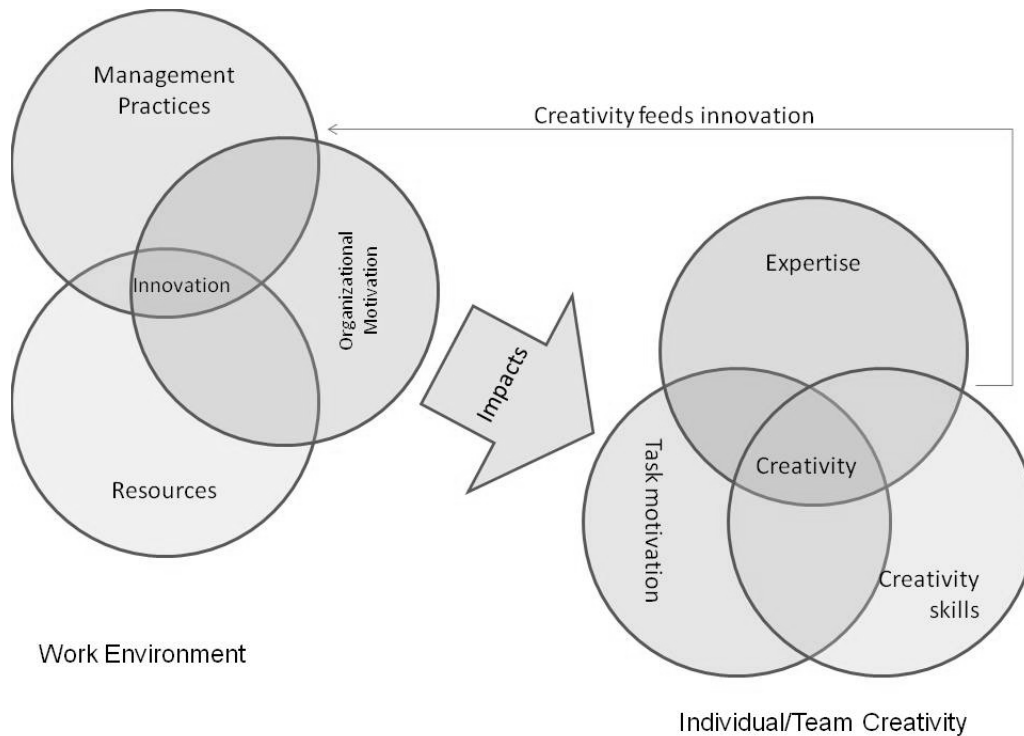 Management
Practices
Creativity feeds innovation
Organizational
Motivation
Innovation
Resources
Work Environment
Impacts
Expertise
Task motivation
Creativity
Creativity
skills
Individual/Team Creativity